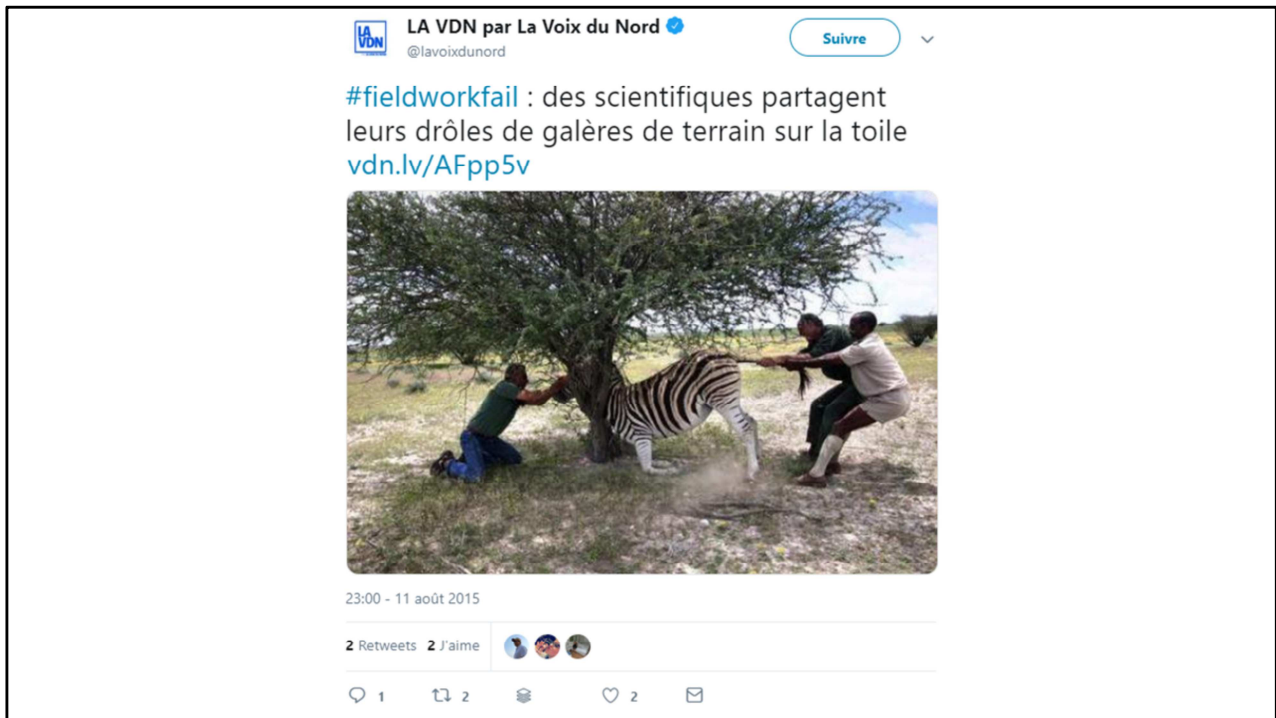 LA VDN
LA VDN par La Voix du Nord
@lavoixdunord
Suivre
#fieldworkfail : des scientifiques partagent
leurs drôles de galères de terrain sur la toile
vdn.lv/AFpp5v
23:00 - 11 août 2015
2 Retweets 2 J'aime
1 2 2